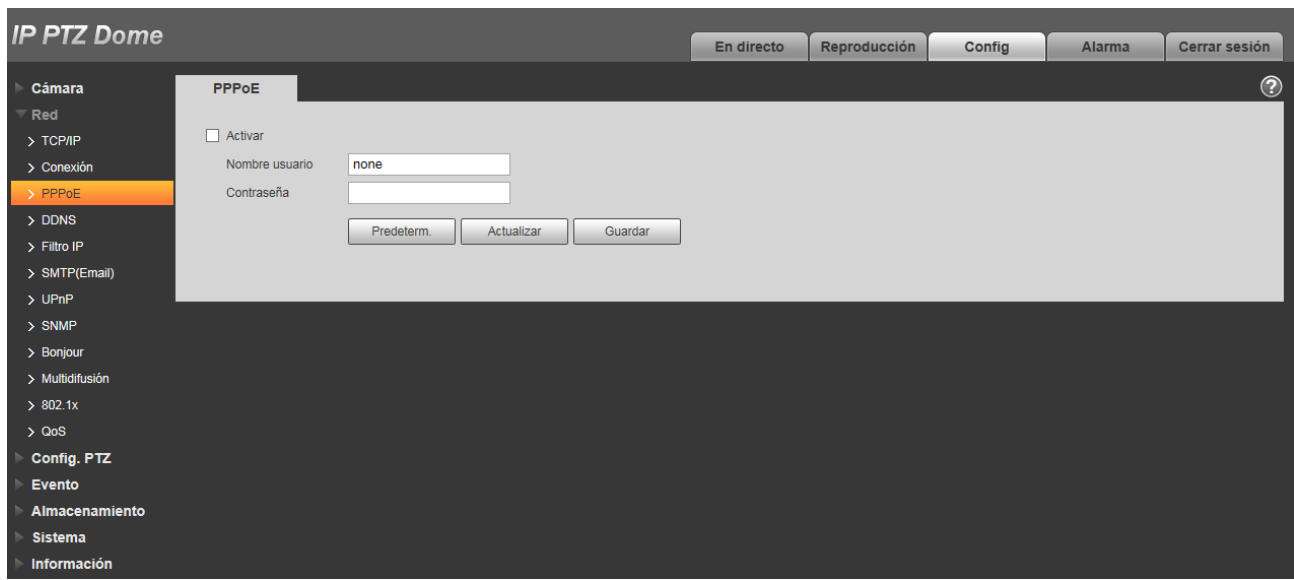 IP PTZ Dome
En directo Reproducción Config Alarma Cerrar sesión
Cámara
Red
TCP/IP
Conexión
PPPoE
DDNS
Filtro IP
SMTP(Email)
UPnP
SNMP
Bonjour
Multidifusión
802.1x
QoS
Config. PTZ
Evento
Almacenamiento
Sistema
Información
PPPoE
?
Activar
Nombre usuario none
Contraseña
Predeterm. Actualizar Guardar